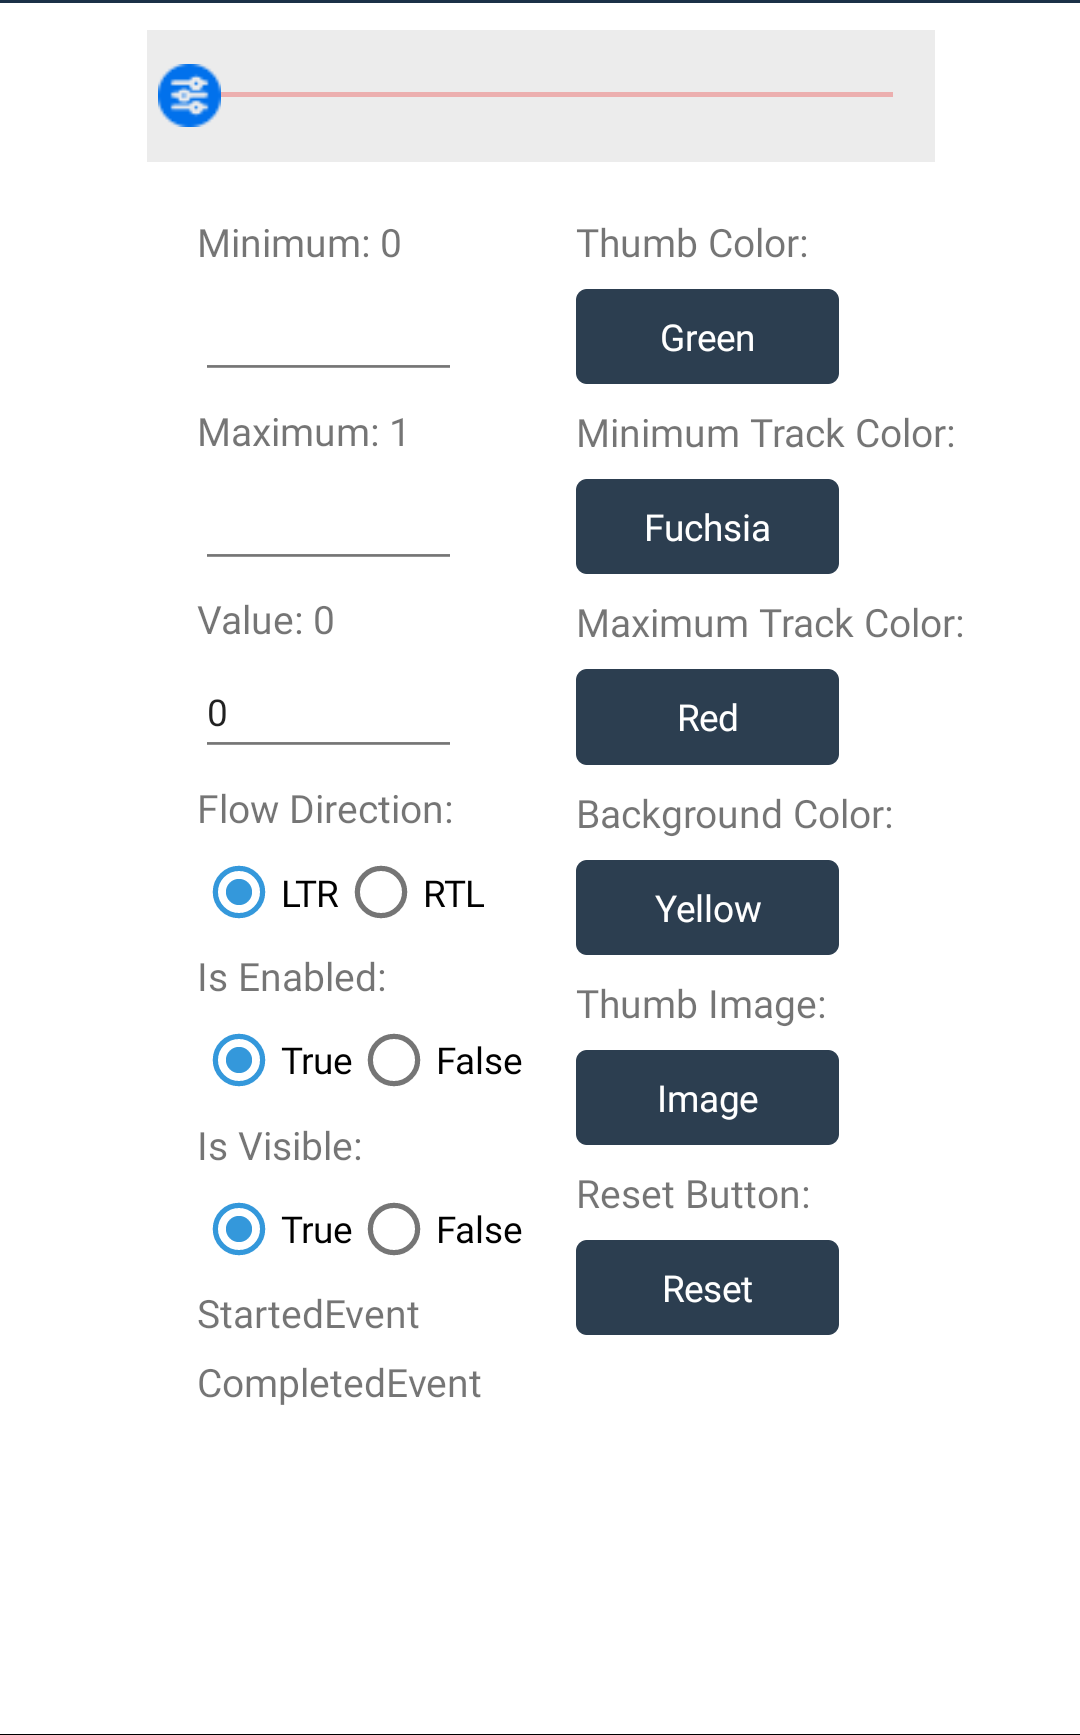 Minimum: 0
Maximum: 1
Value: 0
0
Flow Direction:
LTR RTL
Is Enabled:
True False
Is Visible:
True False
StartedEvent
CompletedEvent
Thumb Color:
Green
Minimum Track Color:
Fuchsia
Maximum Track Color:
Red
Background Color:
Yellow
Thumb Image:
Image
Reset Button:
Reset